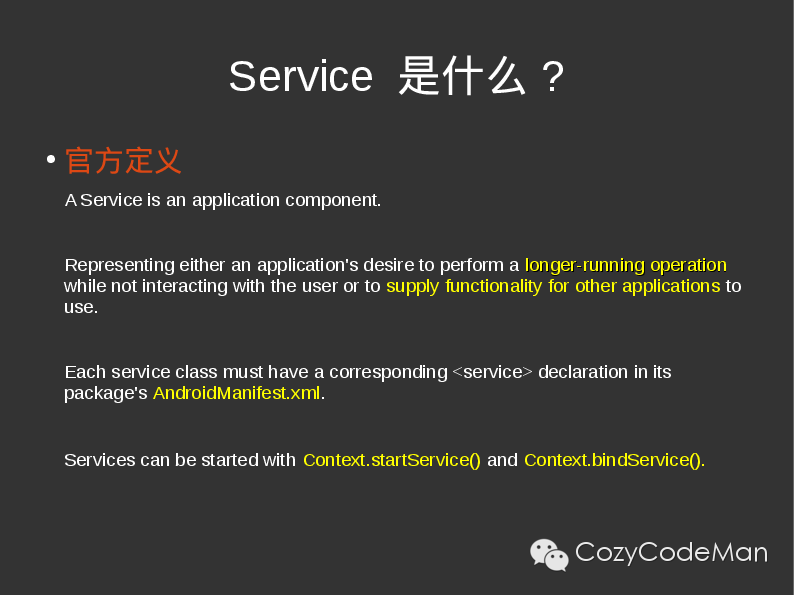 Service 是什么？
• 官方定义
A Service is an application component.
Representing either an application's desire to perform a longer-running operation
while not interacting with the user or to supply functionality for other applications to
use.
Each service class must have a corresponding <service> declaration in its
package's AndroidManifest.xml.
Services can be started with Context.startService() and Context.bindService().
CozyCodeMan